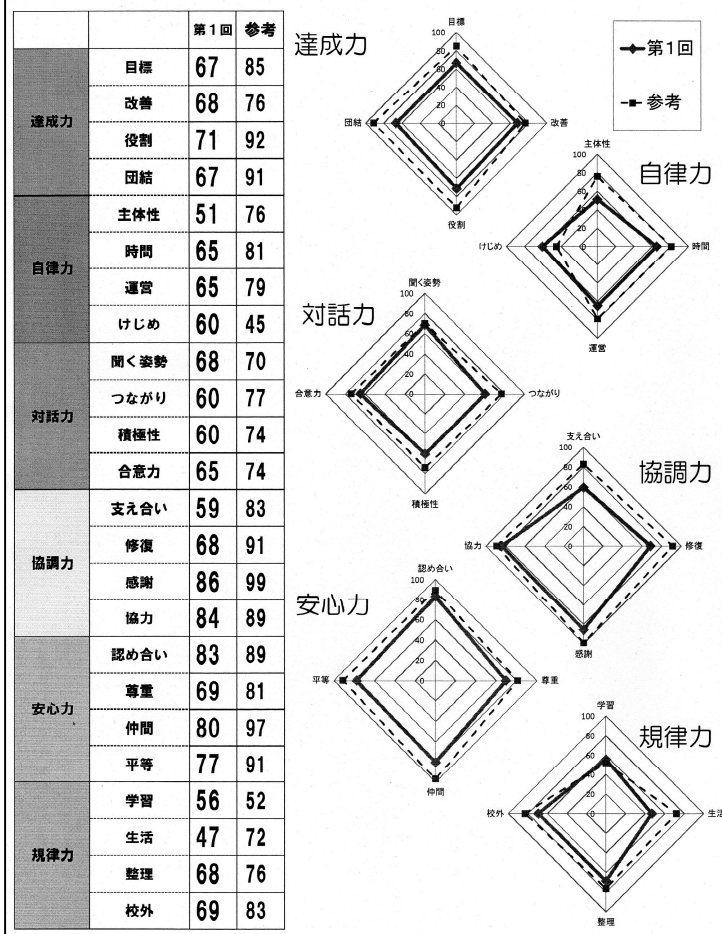 第1回 参考
達成力
目標 67 85
改善 68 76
役割 71 92
団結 67 91
自律力
主体性 51 76
時間 65 81
運営 65 79
けじめ 60 45
対話力
聞く姿勢 68 70
つながり 60 77
積極性 60 74
合意力 65 74
協調力
支え合い 59 83
修復 68 91
感謝 86 99
協力 84 89
安心力
認め合い 83 89
尊重 69 81
仲間 80 97
平等 77 91
規律力
学習 56 52
生活 47 72
整理 68 76
校外 69 83
第1回
参考
達成力
目標
100
80
60
40
20
0
団結
改善
役割
自律力
主体性
100
80
60
40
20
0
けじめ
時間
運営
対話力
聞く姿勢
100
80
60
40
20
0
合意力
つながり
積極性
協調力
支え合い
100
80
60
40
20
0
協力
修復
感謝
安心力
認め合い
100
80
60
40
20
0
平等
尊重
仲間
規律力
学習
100
80
60
40
20
0
校外
生活
整理